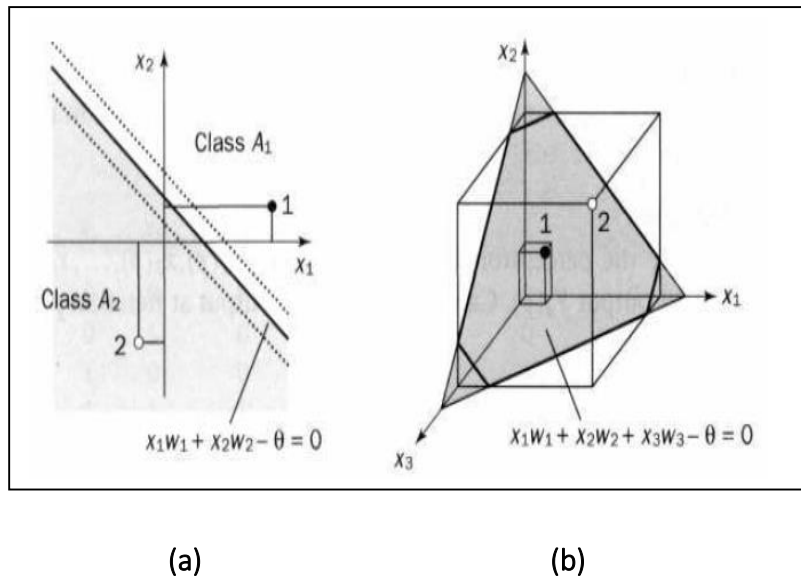 x₂
Class A₁
1
x₁
Class A₂
2
x₁w₁ + x₂w₂ – θ = 0
x₂
1
2
x₁
x₁w₁ + x₂w₂ + x₃w₃ – θ = 0
x₃
(a)
(b)